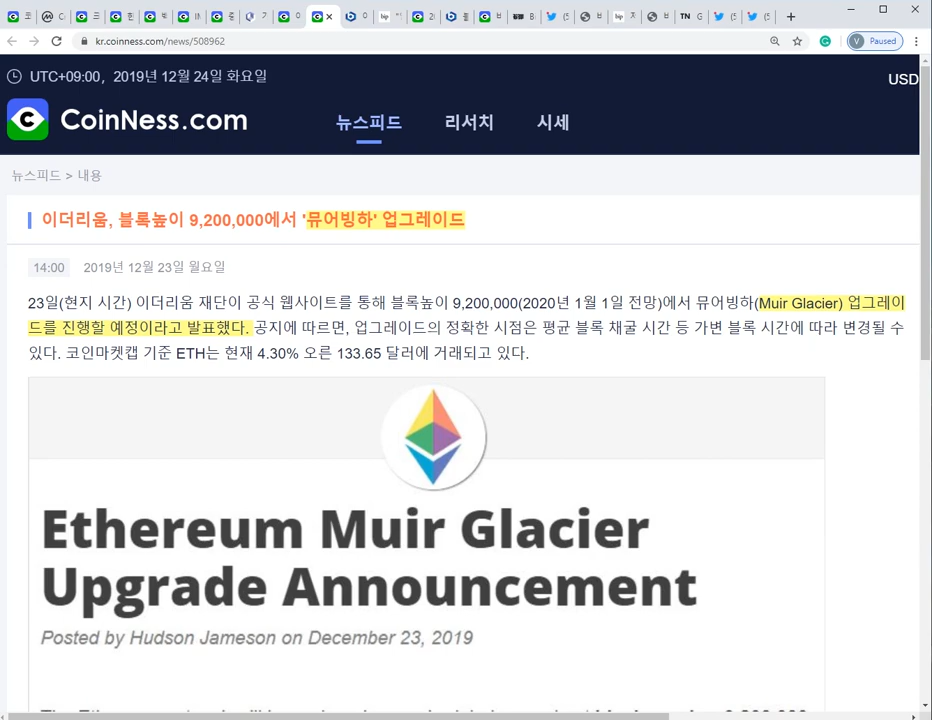 kr.coinness.com/news/508962
V Paused
UTC+09:00, 2019년 12월 24일 화요일
USD
CoinNess.com
뉴스피드 리서치 시세
뉴스피드 > 내용
이더리움, 블록높이 9,200,000에서 '뮤어빙하' 업그레이드
14:00 2019년 12월 23일 월요일
23일(현지 시간) 이더리움 재단이 공식 웹사이트를 통해 블록높이 9,200,000(2020년 1월 1일 전망)에서 뮤어빙하(Muir Glacier) 업그레이
드를 진행할 예정이라고 발표했다. 공지에 따르면, 업그레이드의 정확한 시점은 평균 블록 채굴 시간 등 가변 블록 시간에 따라 변경될 수
있다. 코인마켓캡 기준 ETH는 현재 4.30% 오른 133.65 달러에 거래되고 있다.
Ethereum Muir Glacier
Upgrade Announcement
Posted by Hudson Jameson on December 23, 2019